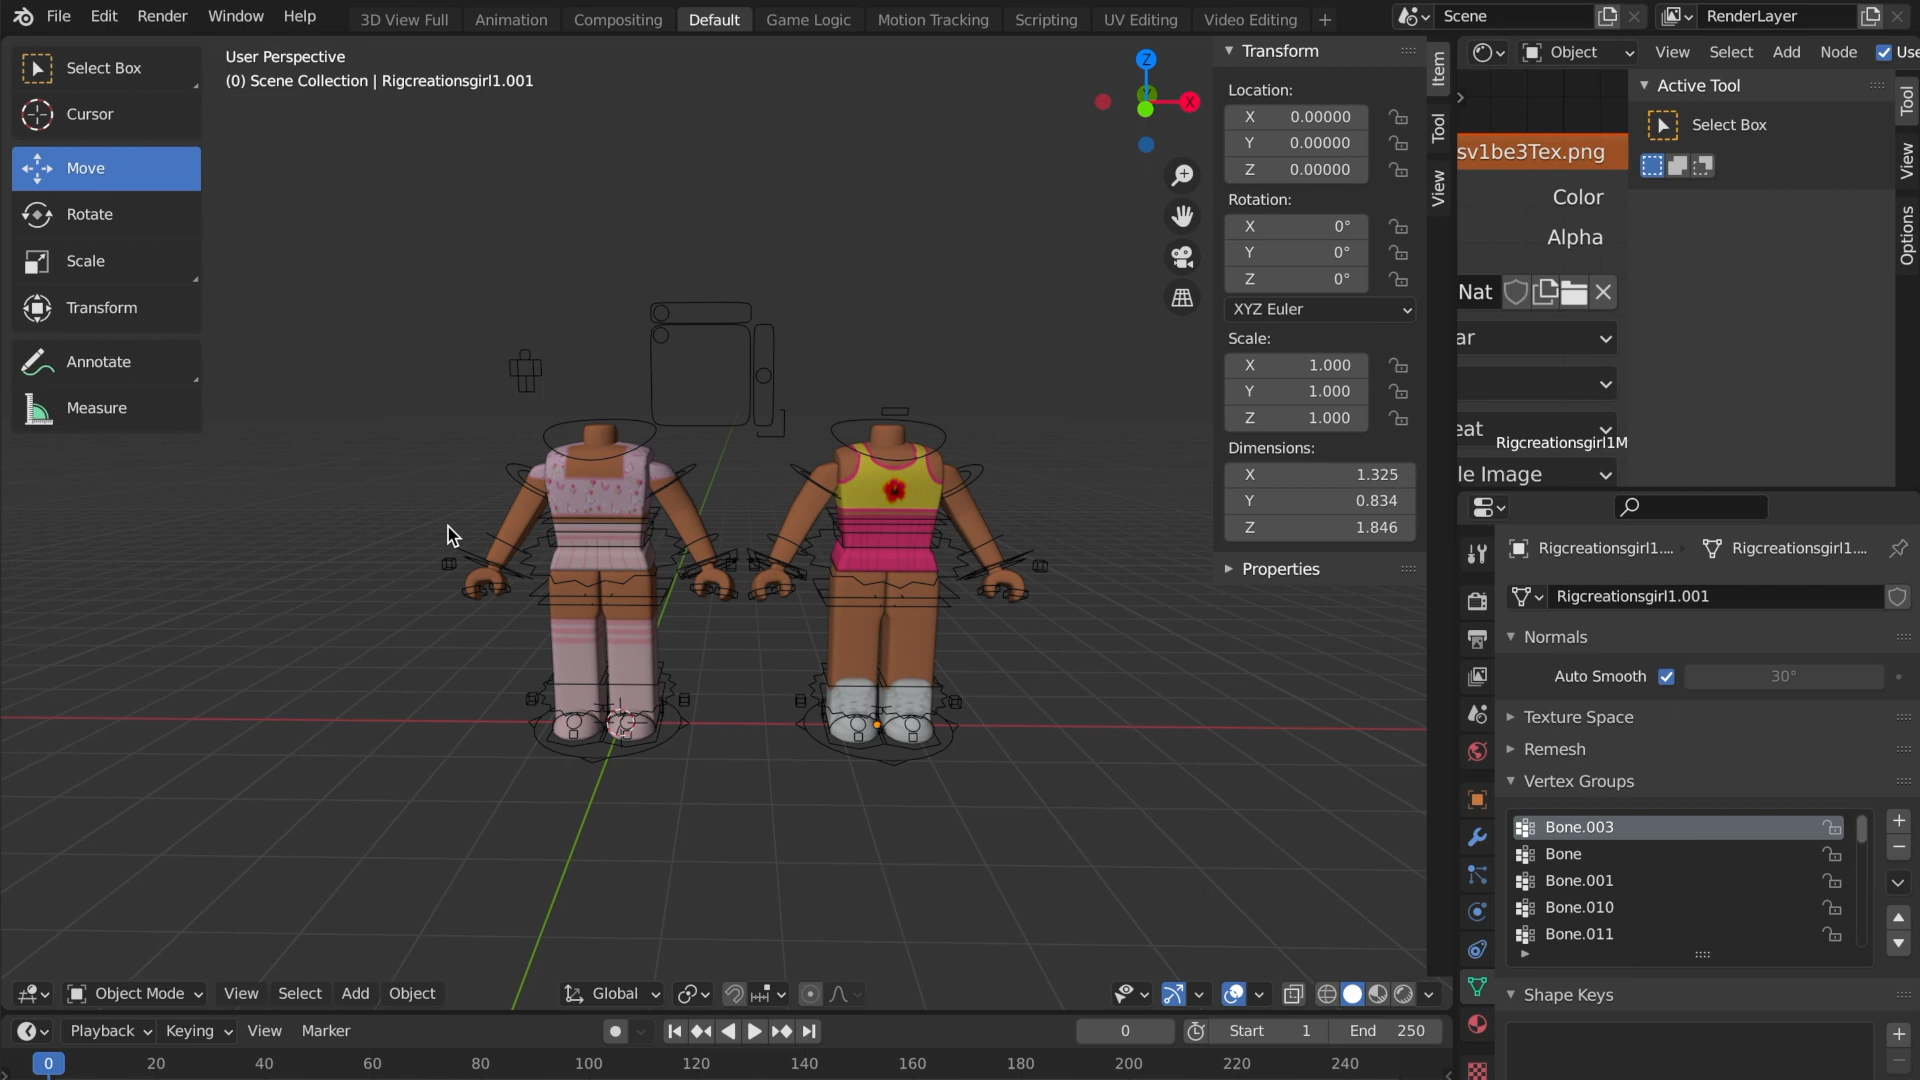 File Edit Render Window Help
3D View Full Animation Compositing Default Game Logic Motion Tracking Scripting UV Editing Video Editing +
Scene
RenderLayer
Select Box
Cursor
Move
Rotate
Scale
Transform
Annotate
Measure
User Perspective
(0) Scene Collection | Rigcreationsgirl1.001
Z
Y
X
Transform
Location:
X 0.00000
Y 0.00000
Z 0.00000
Rotation:
X 0°
Y 0°
Z 0°
XYZ Euler
Scale:
X 1.000
Y 1.000
Z 1.000
Dimensions:
X 1.325
Y 0.834
Z 1.846
Properties
Item
Tool
View
Object View Select Add Node Use
Active Tool
Select Box
sv1be3Tex.png
Color
Alpha
Nat
ar
eat
Rigcreationsgirl1M
le Image
Tool
View
Options
Rigcreationsgirl1.... Rigcreationsgirl1....
Rigcreationsgirl1.001
Normals
Auto Smooth 30°
Texture Space
Remesh
Vertex Groups
Bone.003
Bone
Bone.001
Bone.010
Bone.011
Shape Keys
Object Mode View Select Add Object Global
Playback Keying View Marker 0 Start 1 End 250
0 20 40 60 80 100 120 140 160 180 200 220 240